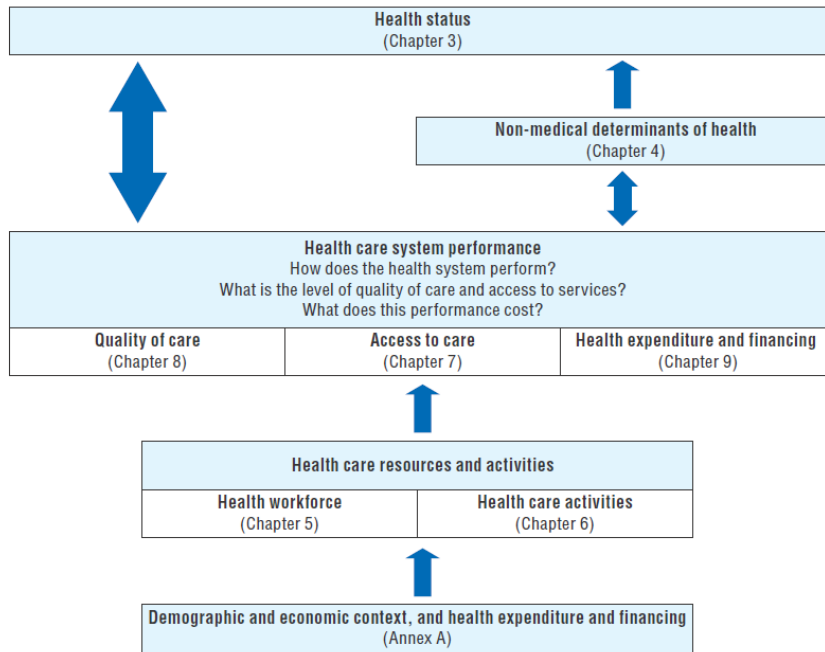 Health status
(Chapter 3)
Non-medical determinants of health
(Chapter 4)
Health care system performance
How does the health system perform?
What is the level of quality of care and access to services?
What does this performance cost?
Quality of care
(Chapter 8)
Access to care
(Chapter 7)
Health expenditure and financing
(Chapter 9)
Health care resources and activities
Health workforce
(Chapter 5)
Health care activities
(Chapter 6)
Demographic and economic context, and health expenditure and financing
(Annex A)